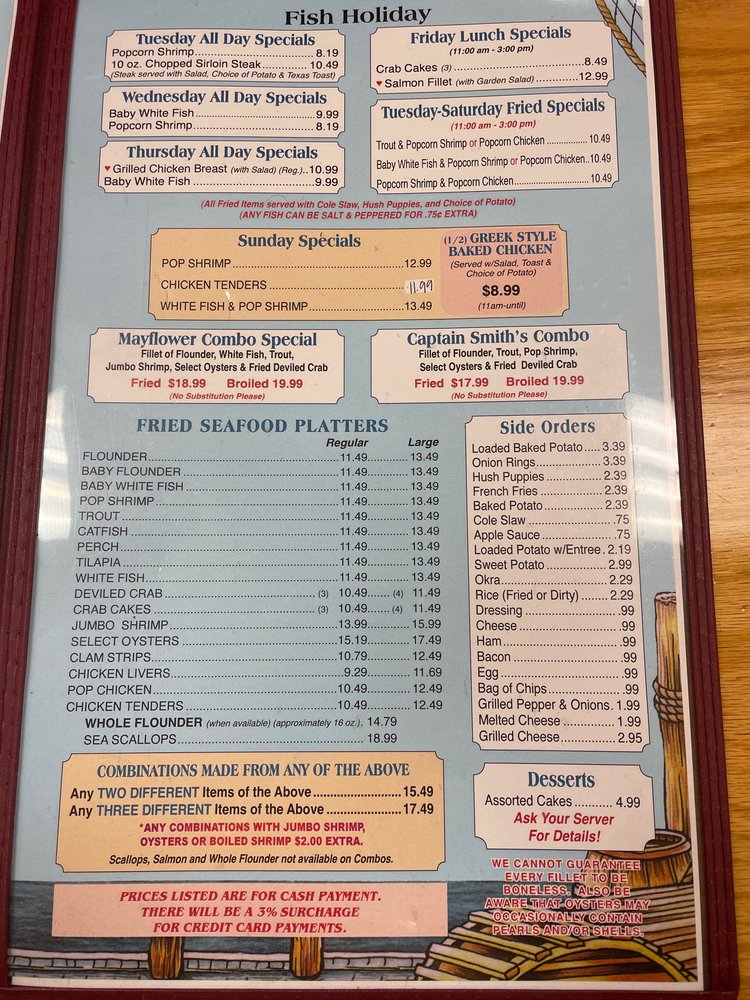 Fish Holiday
Tuesday All Day Specials
Popcorn Shrimp..........8.19
10 oz. Chopped Sirloin Steak..........10.49
(Steak served with Salad, Choice of Potato & Texas Toast)
Wednesday All Day Specials
Baby White Fish..........9.99
Popcorn Shrimp..........8.19
Thursday All Day Specials
♥ Grilled Chicken Breast (with Salad) (Reg.)..10.99
Baby White Fish..........9.99
Friday Lunch Specials
(11:00 am - 3:00 pm)
Crab Cakes (3)..........8.49
♥ Salmon Fillet (with Garden Salad)..........12.99
Tuesday-Saturday Fried Specials
(11:00 am - 3:00 pm)
Trout & Popcorn Shrimp or Popcorn Chicken..........10.49
Baby White Fish & Popcorn Shrimp or Popcorn Chicken..10.49
Popcorn Shrimp & Popcorn Chicken..........10.49
(All Fried Items served with Cole Slaw, Hush Puppies, and Choice of Potato)
(ANY FISH CAN BE SALT & PEPPERED FOR .75¢ EXTRA)
Sunday Specials
POP SHRIMP..........12.99
CHICKEN TENDERS..........11.99
WHITE FISH & POP SHRIMP..........13.49
(1/2) GREEK STYLE
BAKED CHICKEN
(Served w/Salad, Toast &
Choice of Potato)
$8.99
(11am-until)
Mayflower Combo Special
Fillet of Flounder, White Fish, Trout,
Jumbo Shrimp, Select Oysters & Fried Deviled Crab
Fried $18.99 Broiled 19.99
(No Substitution Please)
Captain Smith's Combo
Fillet of Flounder, Trout, Pop Shrimp,
Select Oysters & Fried Deviled Crab
Fried $17.99 Broiled 19.99
(No Substitution Please)
FRIED SEAFOOD PLATTERS
Regular Large
FLOUNDER..........11.49..........13.49
BABY FLOUNDER..........11.49..........13.49
BABY WHITE FISH..........11.49..........13.49
POP SHRIMP..........11.49..........13.49
TROUT..........11.49..........13.49
CATFISH..........11.49..........13.49
PERCH..........11.49..........13.49
TILAPIA..........11.49..........13.49
WHITE FISH..........11.49..........13.49
DEVILED CRAB..........(3) 10.49........(4) 11.49
CRAB CAKES..........(3) 10.49........(4) 11.49
JUMBO SHRIMP..........13.99..........15.99
SELECT OYSTERS..........15.19..........17.49
CLAM STRIPS..........10.79..........12.49
CHICKEN LIVERS..........9.29..........11.69
POP CHICKEN..........10.49..........12.49
CHICKEN TENDERS..........10.49..........12.49
WHOLE FLOUNDER (when available) (approximately 16 oz.). 14.79
SEA SCALLOPS..........18.99
Side Orders
Loaded Baked Potato.....3.39
Onion Rings..........3.39
Hush Puppies..........2.39
French Fries..........2.39
Baked Potato..........2.39
Cole Slaw..........75
Apple Sauce..........75
Loaded Potato w/Entree. 2.19
Sweet Potato..........2.99
Okra..........2.29
Rice (Fried or Dirty)..........2.29
Dressing..........99
Cheese..........99
Ham..........99
Bacon..........99
Egg..........99
Bag of Chips..........99
Grilled Pepper & Onions. 1.99
Melted Cheese..........1.99
Grilled Cheese..........2.95
COMBINATIONS MADE FROM ANY OF THE ABOVE
Any TWO DIFFERENT Items of the Above..........15.49
Any THREE DIFFERENT Items of the Above..........17.49
*ANY COMBINATIONS WITH JUMBO SHRIMP,
OYSTERS OR BOILED SHRIMP $2.00 EXTRA.
Scallops, Salmon and Whole Flounder not available on Combos.
Desserts
Assorted Cakes..........4.99
Ask Your Server
For Details!
PRICES LISTED ARE FOR CASH PAYMENT.
THERE WILL BE A 3% SURCHARGE
FOR CREDIT CARD PAYMENTS.
WE CANNOT GUARANTEE
EVERY FILLET TO BE
BONELESS. ALSO BE
AWARE THAT OYSTERS MAY
OCCASIONALLY CONTAIN
PEARLS AND/OR SHELLS.